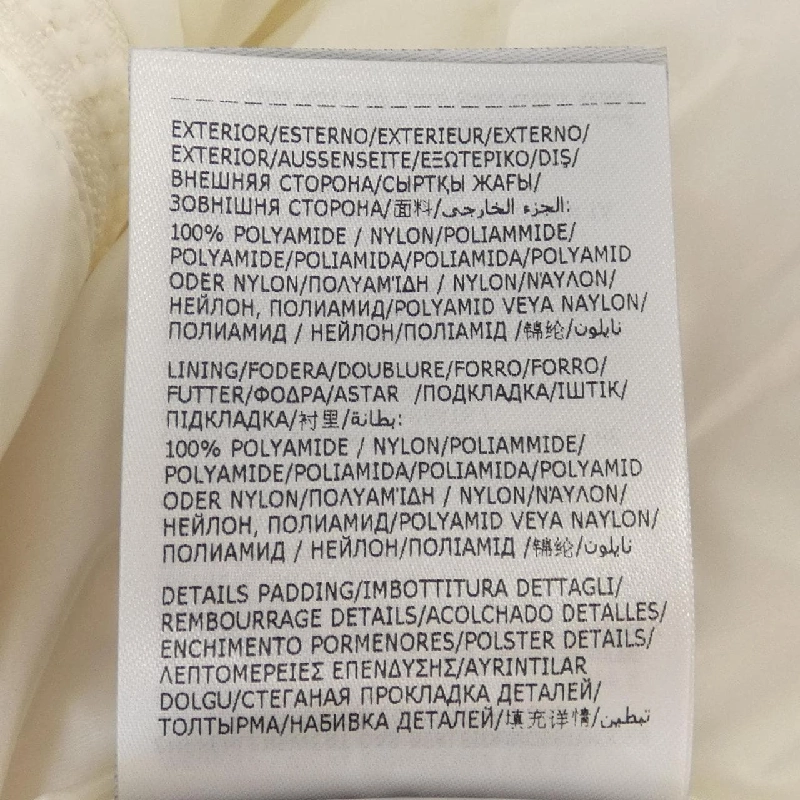 EXTERIOR/ESTERNO/EXTERIEUR/EXTERNO/
EXTERIOR/AUSSENSEITE/ΕΞΩΤΕΡΙΚΟ/DIŞ/
ВНЕШНЯЯ СТОРОНА/СЫРТҚЫ ЖАҒЫ/
ЗОВНІШНЯ СТОРОНА/面料/الجزء الخارجي:
100% POLYAMIDE / NYLON/POLIAMMIDE/
POLYAMIDE/POLIAMIDA/POLIAMIDA/POLYAMID
ODER NYLON/ΠΟΛΥΑΜΊΔΗ / NYLON/ΝΆΥΛΟΝ/
НЕЙЛОН, ПОЛИАМИД/POLYAMID VEYA NAYLON/
ПОЛИАМИД / НЕЙЛОН/ПОЛІАМІД /锦纶/نايلون
LINING/FODERA/DOUBLURE/FORRO/FORRO/
FUTTER/ΦΟΔΡΑ/ASTAR /ПОДКЛАДКА/ІШТІК/
ПІДКЛАДКА/衬里/بطانة:
100% POLYAMIDE / NYLON/POLIAMMIDE/
POLYAMIDE/POLIAMIDA/POLIAMIDA/POLYAMID
ODER NYLON/ΠΟΛΥΑΜΊΔΗ / NYLON/ΝΆΥΛΟΝ/
НЕЙЛОН, ПОЛИАМИД/POLYAMID VEYA NAYLON/
ПОЛИАМИД / НЕЙЛОН/ПОЛІАМІД /锦纶/نايلون
DETAILS PADDING/IMBOTTITURA DETTAGLI/
REMBOURRAGE DETAILS/ACOLCHADO DETALLES/
ENCHIMENTO PORMENORES/POLSTER DETAILS/
ΛΕΠΤΟΜΕΡΕΙΕΣ ΕΠΕΝΔΥΣΗΣ/AYRINTILAR
DOLGU/СТЕГАНАЯ ПРОКЛАДКА ДЕТАЛЕЙ/
ТОЛТЫРМА/НАБИВКА ДЕТАЛЕЙ/填充详情/تبطين